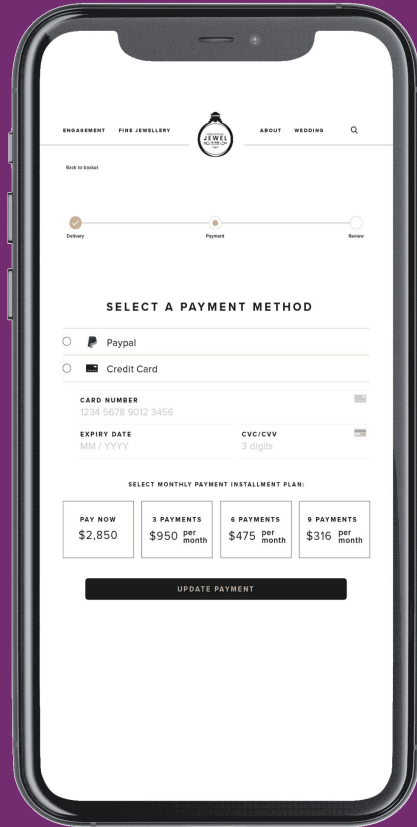 ENGAGEMENT FINE JEWELLERY ABOUT WEDDING
JEWEL
Back to basket
Delivery Payment Review
SELECT A PAYMENT METHOD
Paypal
Credit Card
CARD NUMBER
1234 5678 9012 3456
EXPIRY DATE CVC/CVV
MM / YYYY 3 digits
SELECT MONTHLY PAYMENT INSTALLMENT PLAN:
PAY NOW 3 PAYMENTS 6 PAYMENTS 9 PAYMENTS
$2,850 $950 per month $475 per month $316 per month
UPDATE PAYMENT